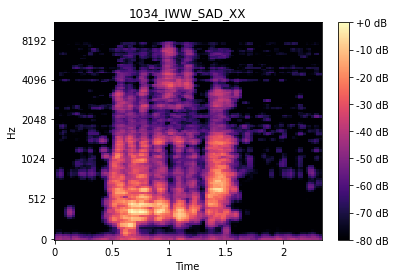 1034_IWW_SAD_XX
Hz
8192
4096
2048
1024
512
0
0
0.5
1
1.5
2
Time
+0 dB
-10 dB
-20 dB
-30 dB
-40 dB
-50 dB
-60 dB
-70 dB
-80 dB